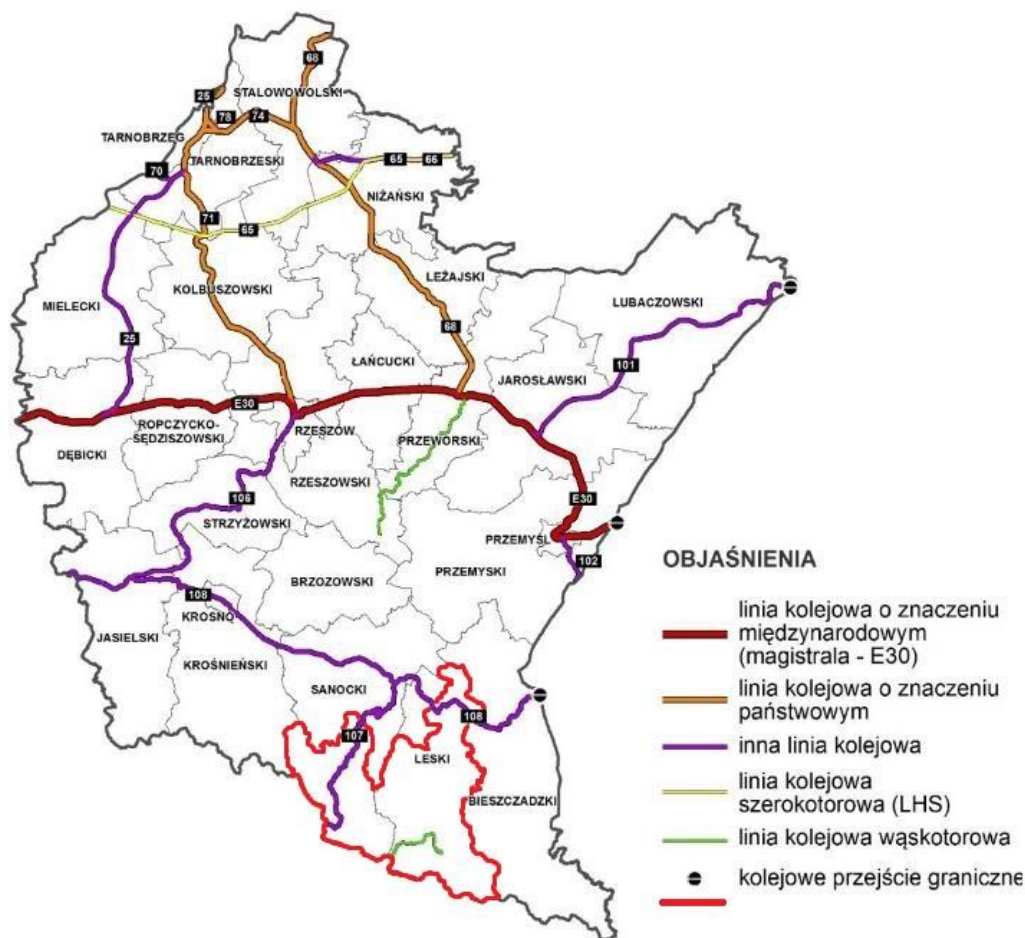 68
25
STALOWOWOLSKI
78
74
TARNOBRZEG
TARNOBRZESKI
65
66
70
NIŻAŃSKI
71
65
LEŻAJSKI
KOLBUSZOWSKI
LUBACZOWSKI
MIELECKI
25
68
ŁAŃCUCKI
101
JAROSŁAWSKI
E30
ROPCZYCKO-
SĘDZISZOWSKI
RZESZÓW
PRZEWORSKI
DĘBICKI
RZESZOWSKI
106
E30
STRZYŻOWSKI
PRZEMYŚL
102
BRZOZOWSKI
PRZEMYSKI
108
KROSNO
JASIELSKI
KROŚNIEŃSKI
SANOCKI
108
107
LESKI
BIESZCZADZKI
OBJAŚNIENIA
linia kolejowa o znaczeniu
międzynarodowym
(magistrala - E30)
linia kolejowa o znaczeniu
państwowym
inna linia kolejowa
linia kolejowa
szerokotorowa (LHS)
linia kolejowa wąskotorowa
kolejowe przejście graniczne